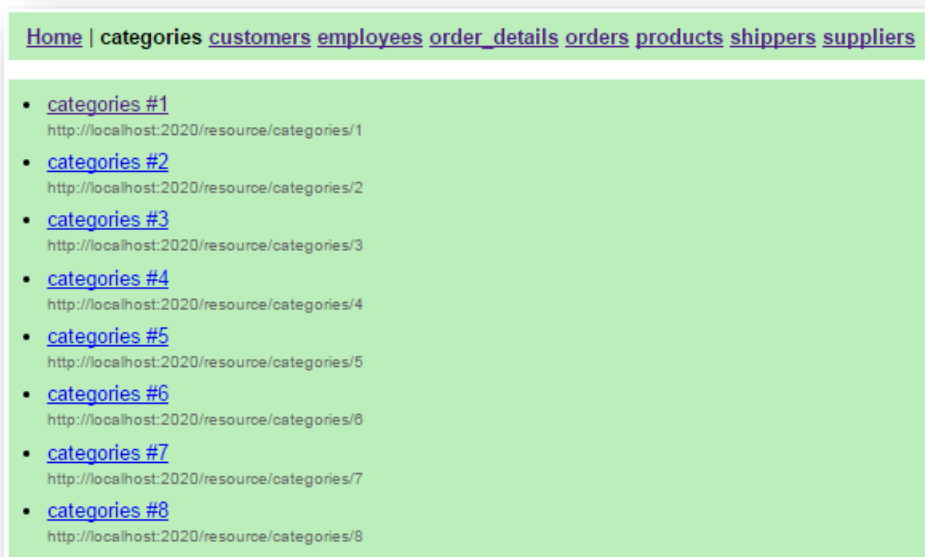 Home | categories customers employees order_details orders products shippers suppliers
categories #1
http://localhost:2020/resource/categories/1
categories #2
http://localhost:2020/resource/categories/2
categories #3
http://localhost:2020/resource/categories/3
categories #4
http://localhost:2020/resource/categories/4
categories #5
http://localhost:2020/resource/categories/5
categories #6
http://localhost:2020/resource/categories/6
categories #7
http://localhost:2020/resource/categories/7
categories #8
http://localhost:2020/resource/categories/8